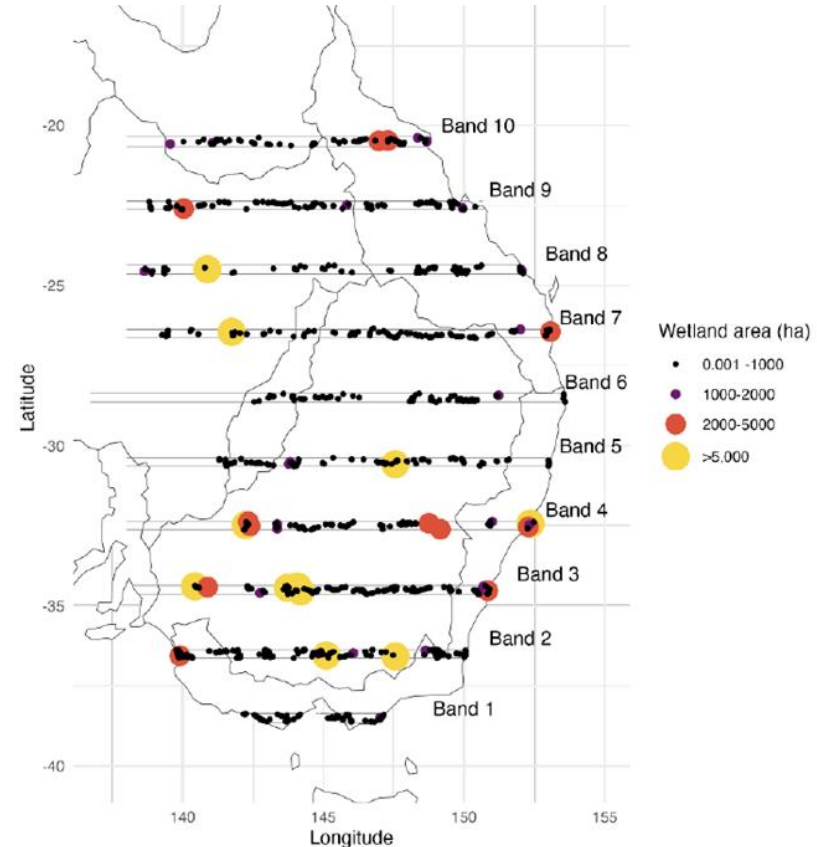 -20
Band 10
Band 9
Band 8
-25
Band 7
Band 6
-30
Band 5
Band 4
Band 3
-35
Band 2
Band 1
-40
Latitude
140
145
150
155
Longitude
Wetland area (ha)
0.001 -1000
1000-2000
2000-5000
>5.000